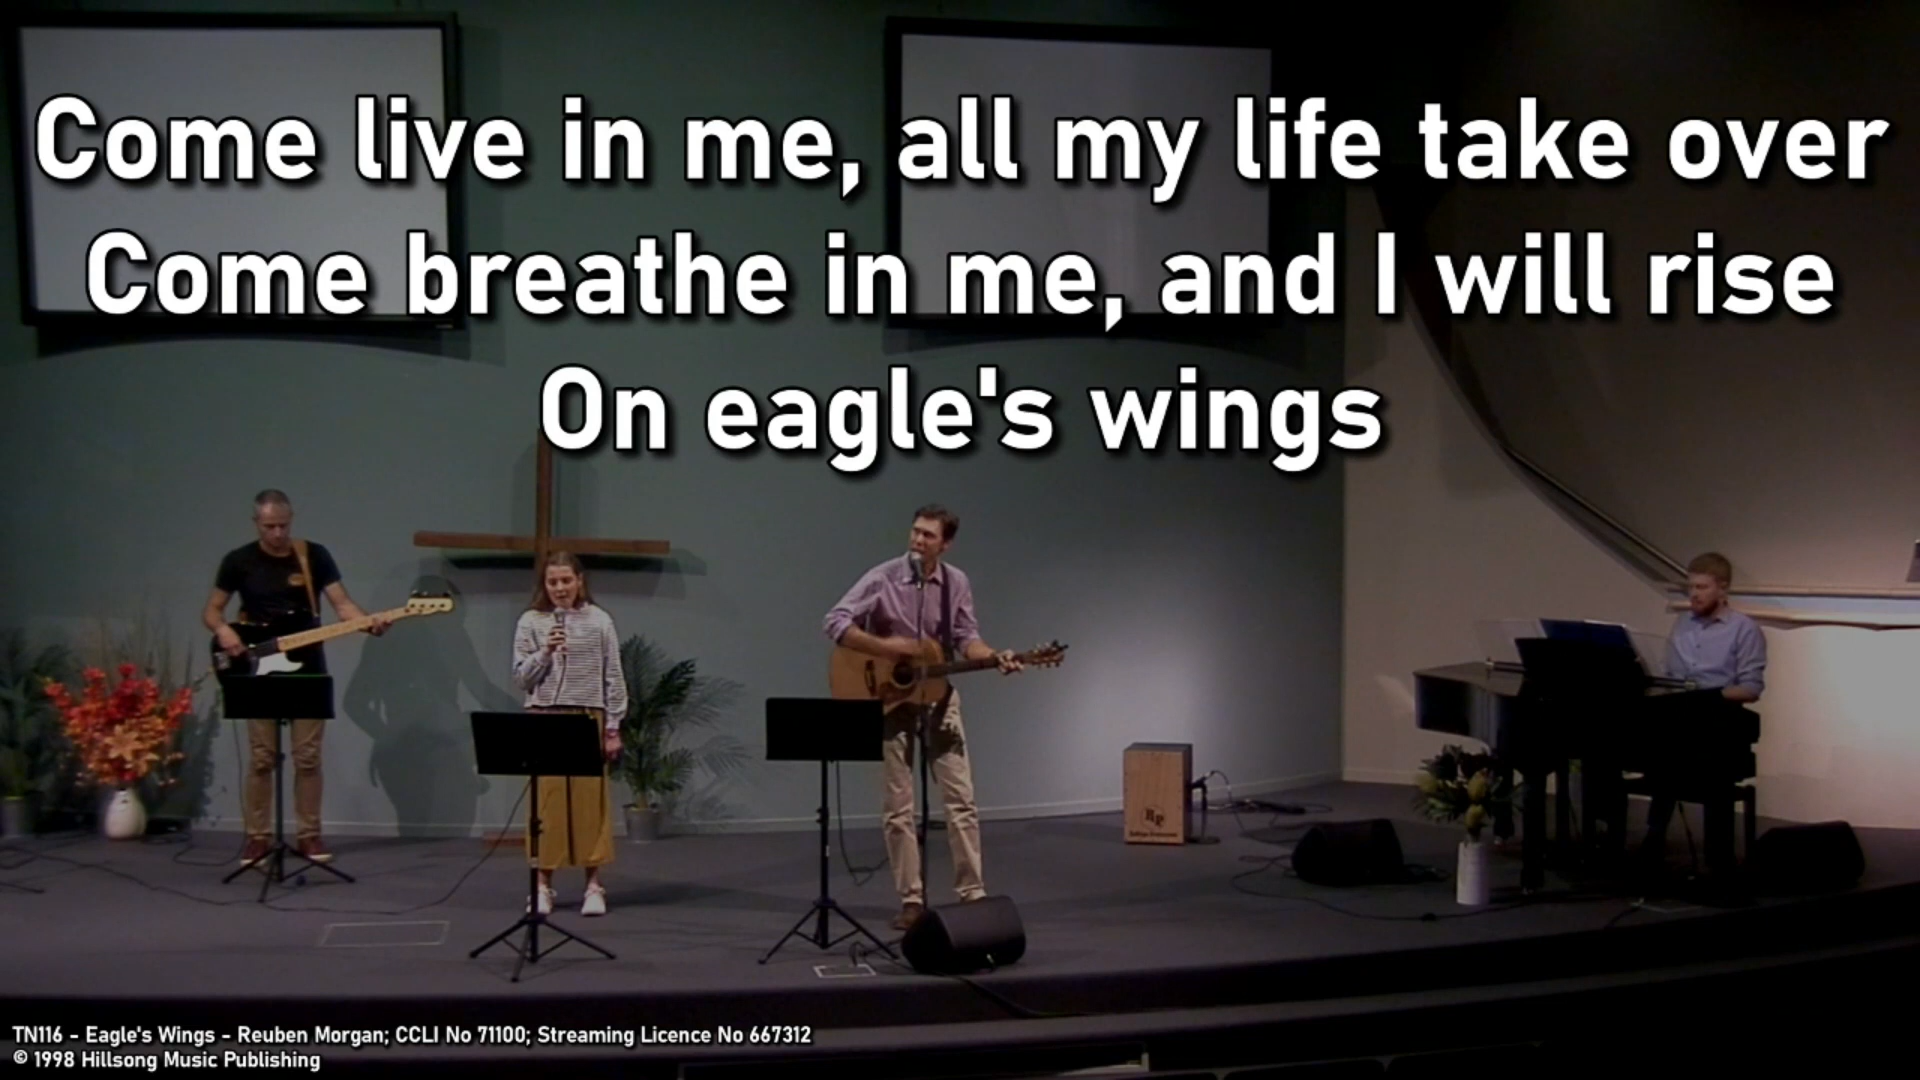 Come live in me, all my life take over
Come breathe in me, and I will rise
On eagle's wings
TN116 - Eagle's Wings - Reuben Morgan; CCLI No 71100; Streaming Licence No 667312
© 1998 Hillsong Music Publishing